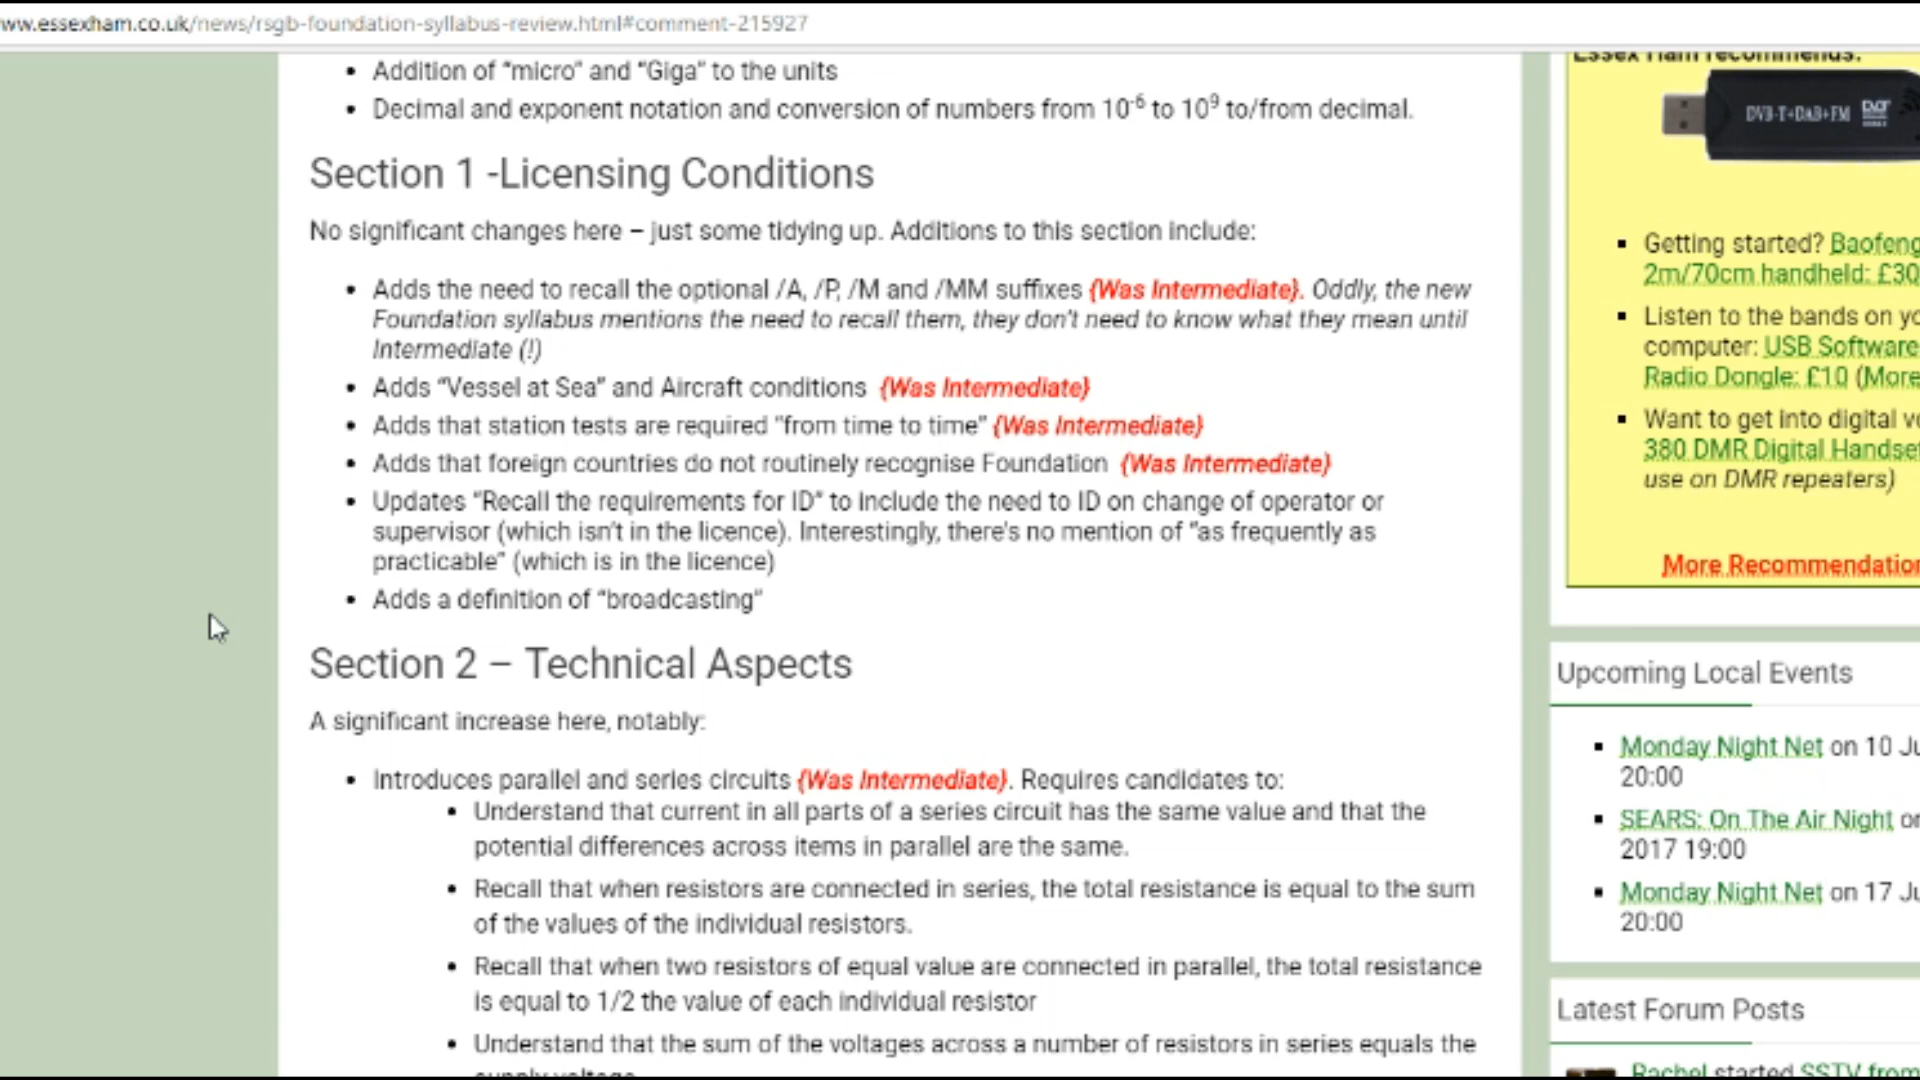 ww.essexham.co.uk/news/rsgb-foundation-syllabus-review.html#comment-215927
• Addition of “micro” and “Giga” to the units
• Decimal and exponent notation and conversion of numbers from 10-6 to 109 to/from decimal.
Section 1 -Licensing Conditions
No significant changes here – just some tidying up. Additions to this section include:
• Adds the need to recall the optional /A, /P, /M and /MM suffixes {Was Intermediate}. Oddly, the new
Foundation syllabus mentions the need to recall them, they don’t need to know what they mean until
Intermediate (!)
• Adds “Vessel at Sea” and Aircraft conditions {Was Intermediate}
• Adds that station tests are required “from time to time” {Was Intermediate}
• Adds that foreign countries do not routinely recognise Foundation {Was Intermediate}
• Updates “Recall the requirements for ID” to include the need to ID on change of operator or
supervisor (which isn’t in the licence). Interestingly, there’s no mention of “as frequently as
practicable” (which is in the licence)
• Adds a definition of “broadcasting”
Section 2 – Technical Aspects
A significant increase here, notably:
• Introduces parallel and series circuits {Was Intermediate}. Requires candidates to:
• Understand that current in all parts of a series circuit has the same value and that the
potential differences across items in parallel are the same.
• Recall that when resistors are connected in series, the total resistance is equal to the sum
of the values of the individual resistors.
• Recall that when two resistors of equal value are connected in parallel, the total resistance
is equal to 1/2 the value of each individual resistor
• Understand that the sum of the voltages across a number of resistors in series equals the
supply voltage
Essex Ham recommends:
DVB-T+DAB+FM
▪ Getting started? Baofeng
2m/70cm handheld: £30
▪ Listen to the bands on yo
computer: USB Software
Radio Dongle: £10 (More
▪ Want to get into digital v
380 DMR Digital Handse
use on DMR repeaters)
More Recommendation
Upcoming Local Events
▪ Monday Night Net on 10 Ju
20:00
▪ SEARS: On The Air Night o
2017 19:00
▪ Monday Night Net on 17 Ju
20:00
Latest Forum Posts
Rachel started SSTV from